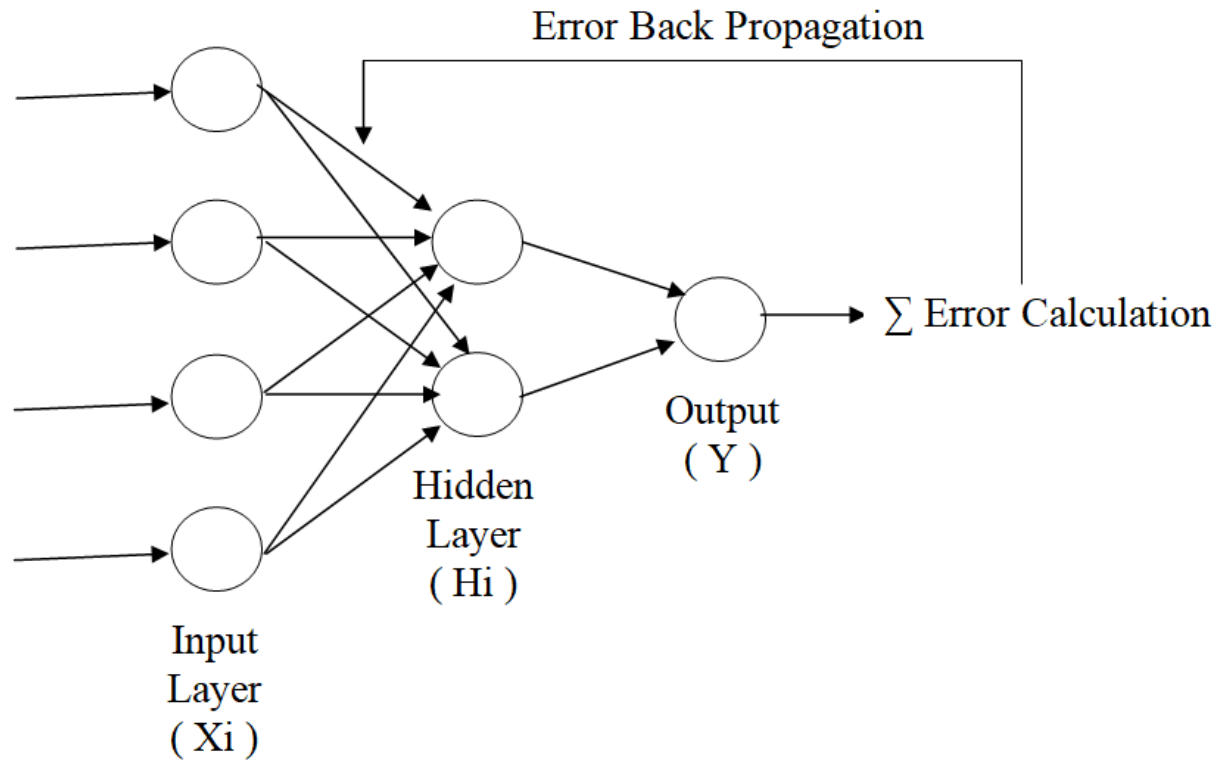 Error Back Propagation
∑ Error Calculation
Output
( Y )
Hidden
Layer
( Hi )
Input
Layer
( Xi )